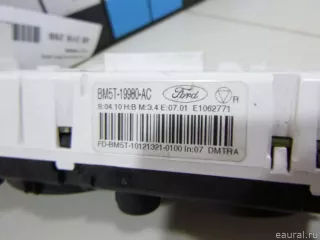 BM5T-19980-AC
Ford
R
S:04.10 H:B M:3.4 E:07.01 E1062771
FD-BM5T-10121321-0100 In:07 DMTRA
© eaural.ru